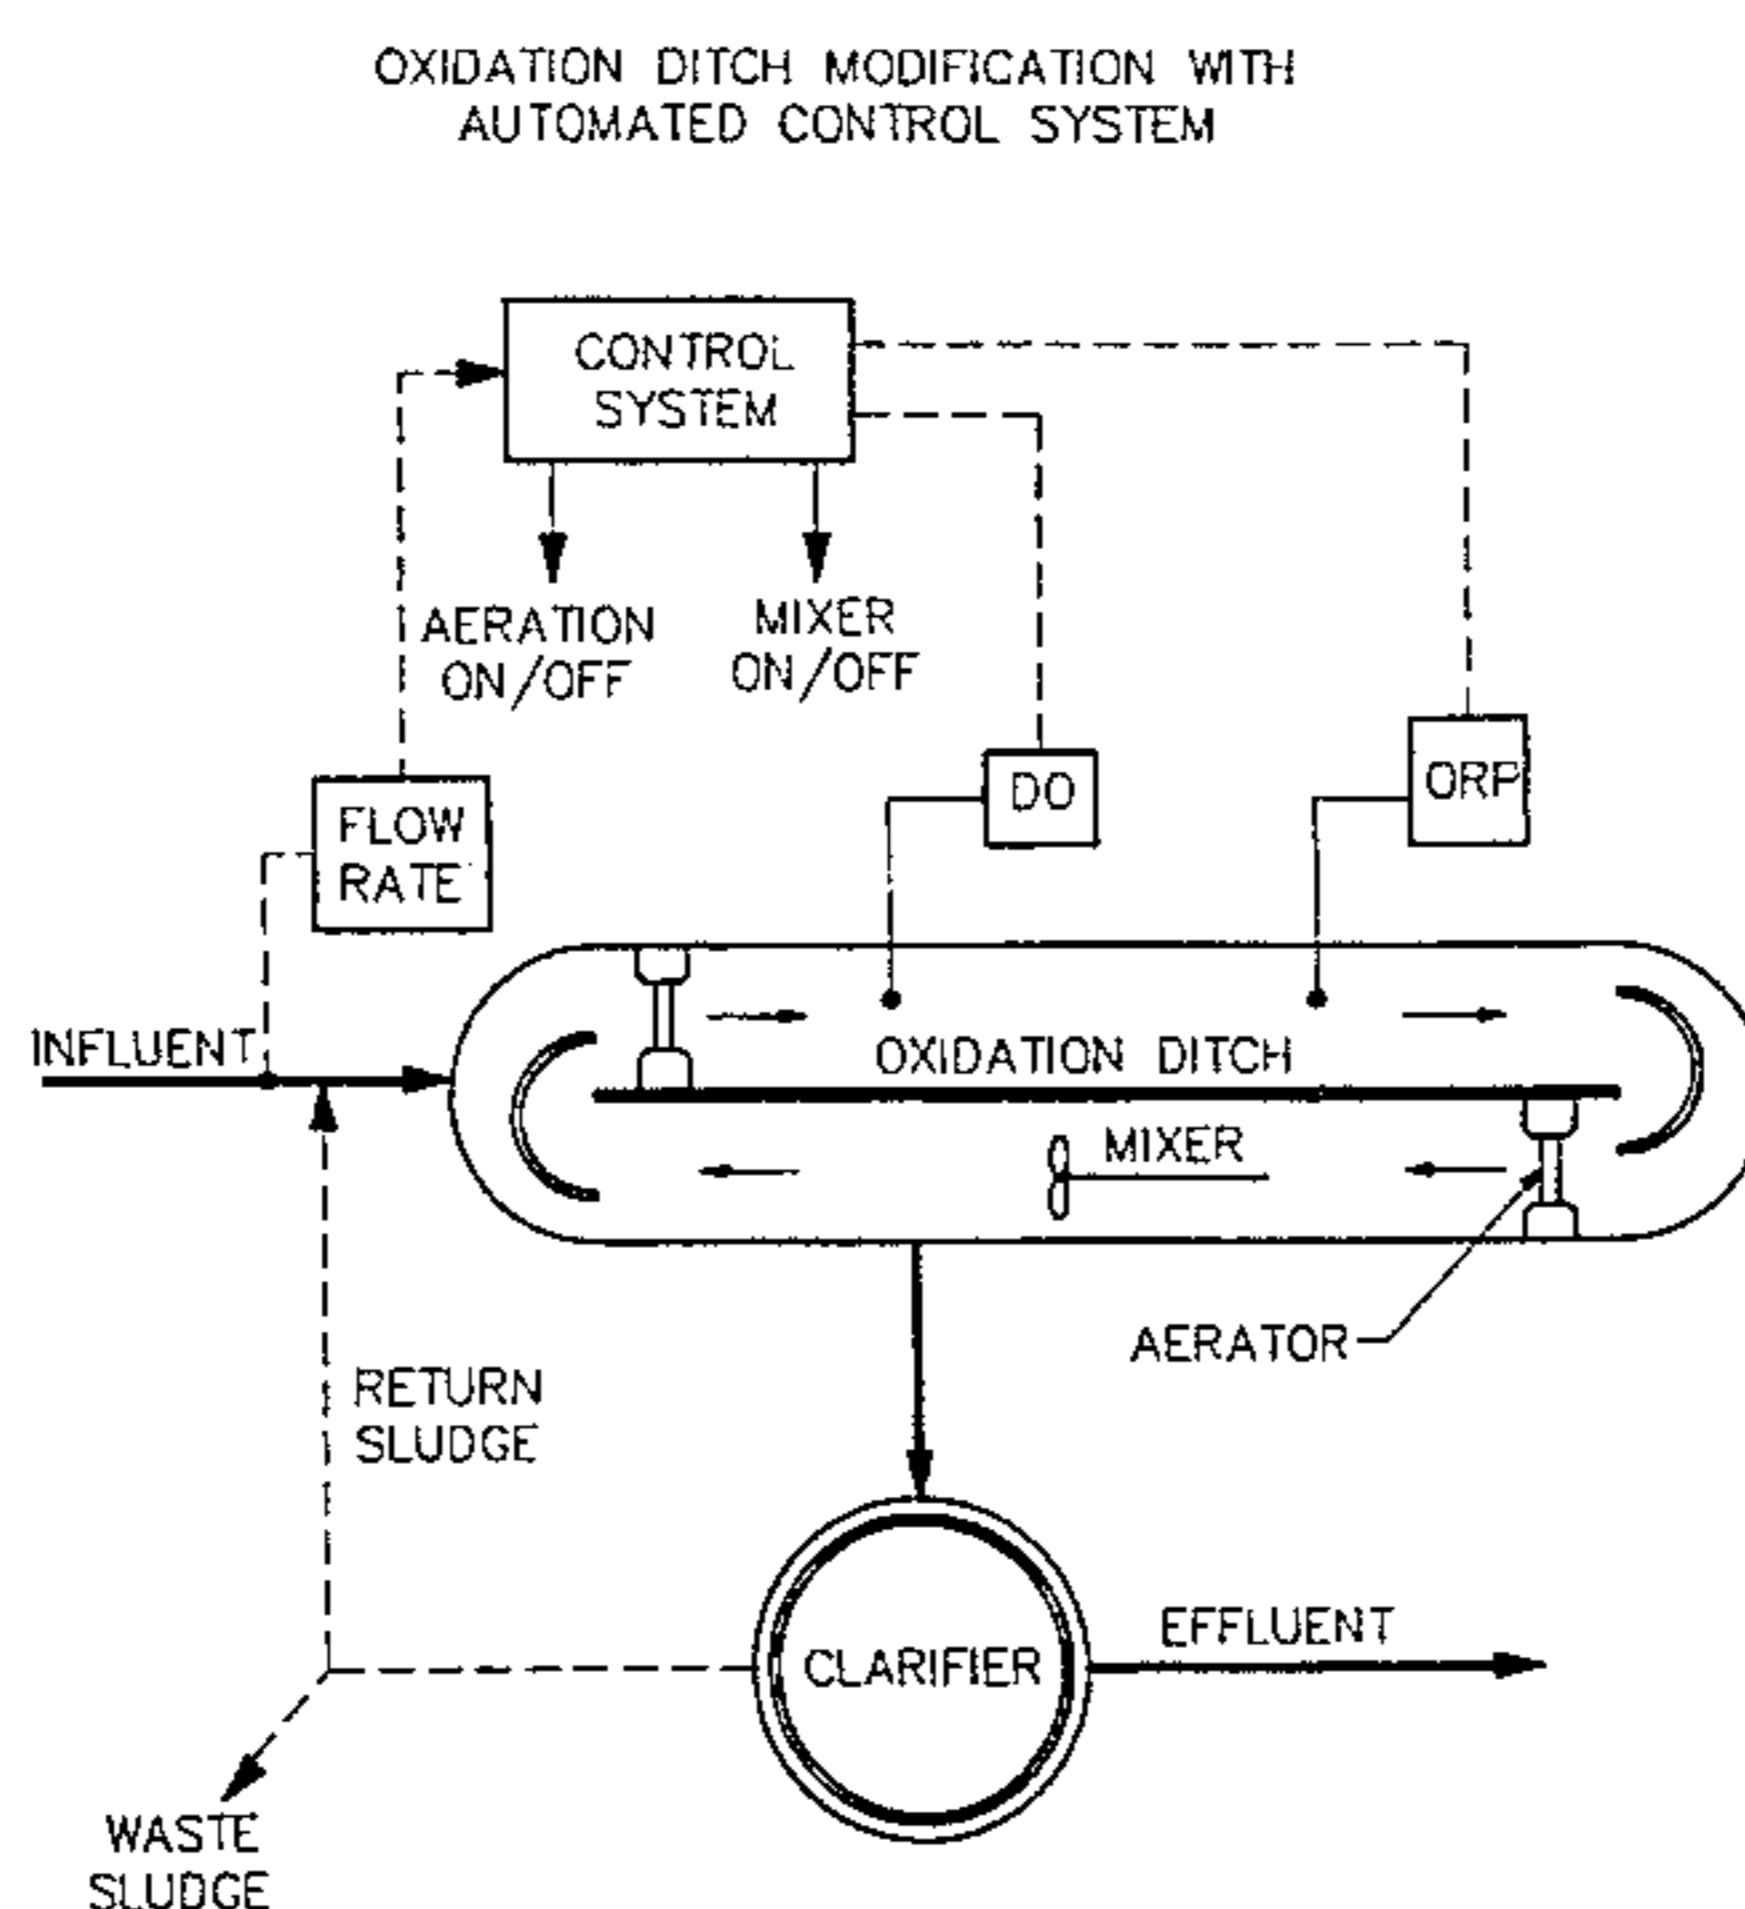 OXIDATION DITCH MODIFICATION WITH
AUTOMATED CONTROL SYSTEM
CONTROL
SYSTEM
AERATION
ON/OFF
MIXER
ON/OFF
FLOW
RATE
DO
ORP
INFLUENT
OXIDATION DITCH
MIXER
AERATOR
RETURN
SLUDGE
CLARIFIER
EFFLUENT
WASTE
SLUDGE